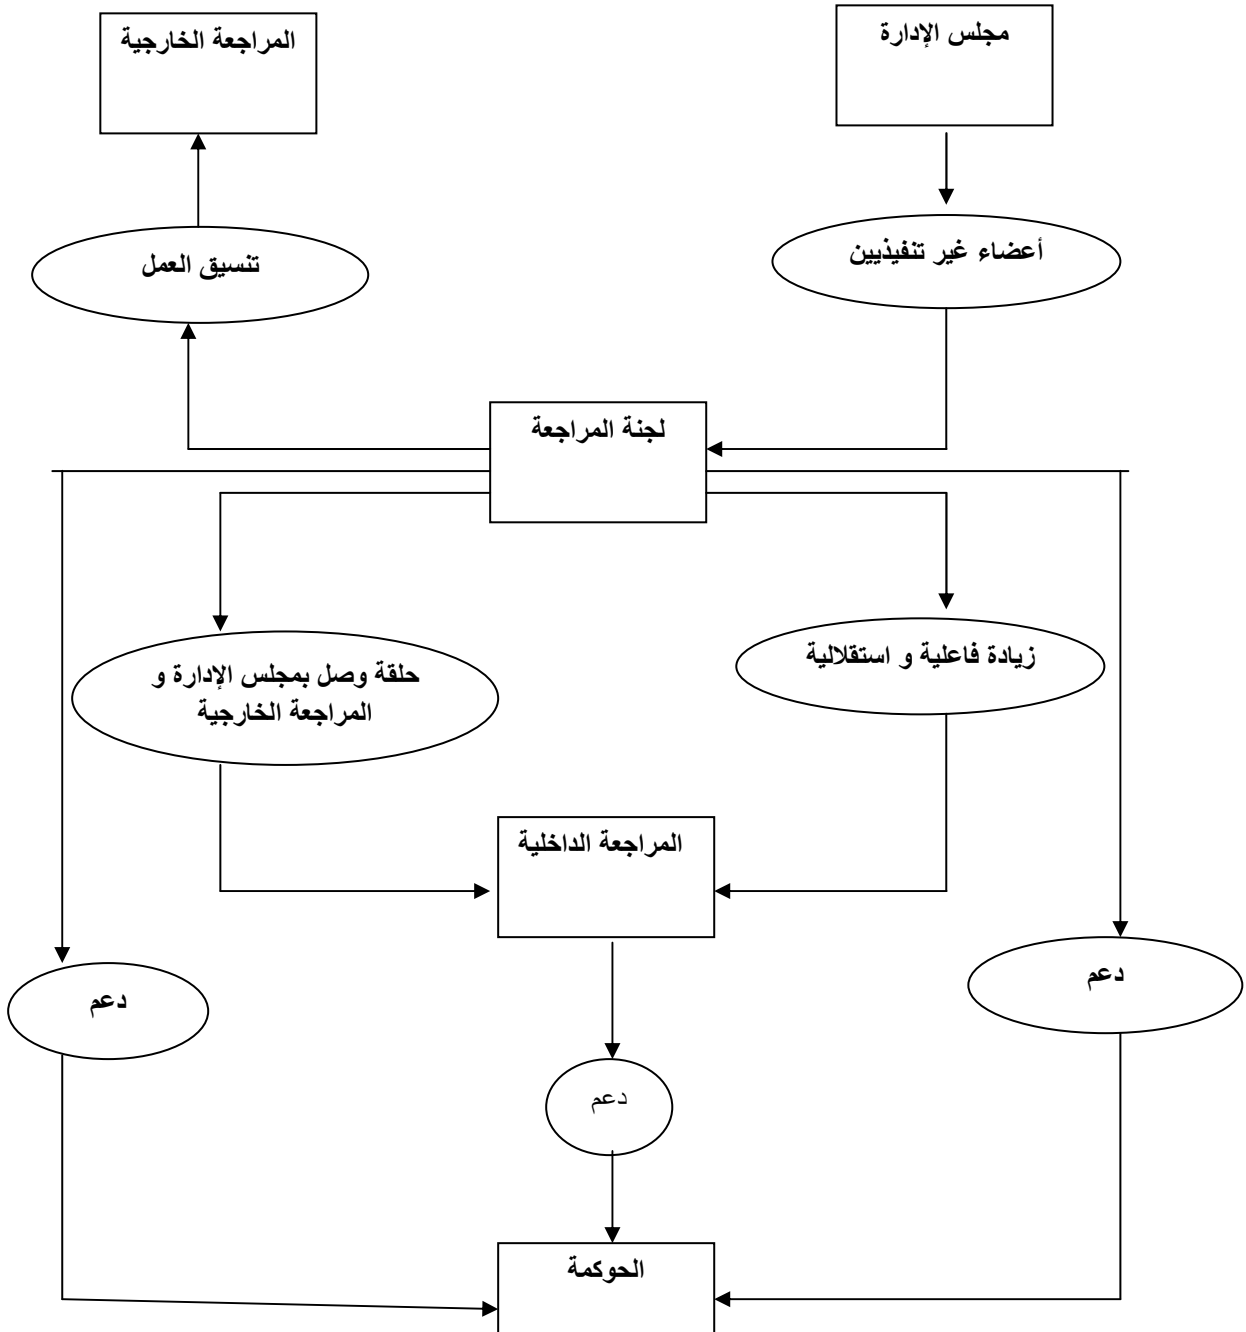 مجلس الإدارة
المراجعة الخارجية
أعضاء غير تنفيذيين
تنسيق العمل
لجنة المراجعة
زيادة فاعلية و استقلالية
حلقة وصل بمجلس الإدارة و
المراجعة الخارجية
المراجعة الداخلية
دعم
دعم
دعم
الحوكمة